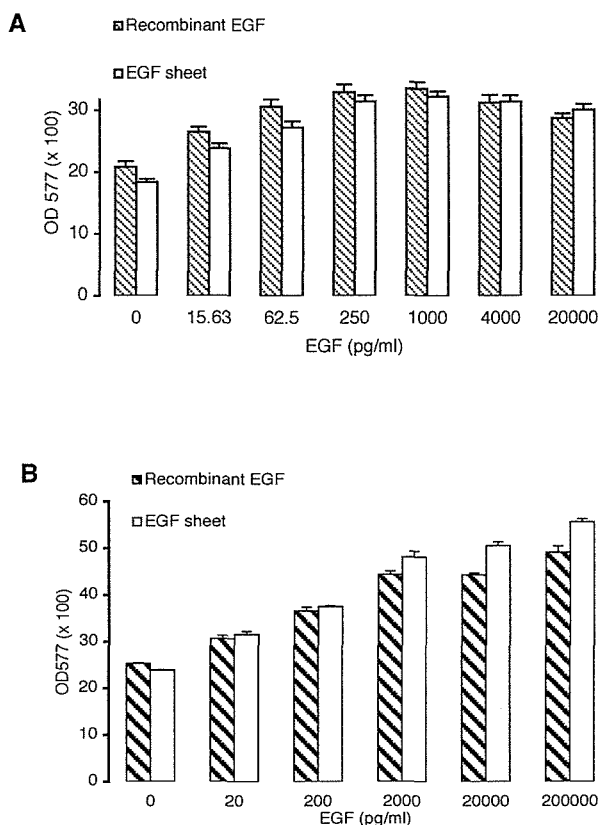 A
Recombinant EGF
EGF sheet
OD 577 (x 100)
30
20
10
0
0 15.63 62.5 250 1000 4000 20000
EGF (pg/ml)
B
Recombinant EGF
EGF sheet
OD577 (x 100)
60
50
40
30
20
10
0
0 20 200 2000 20000 200000
EGF (pg/ml)